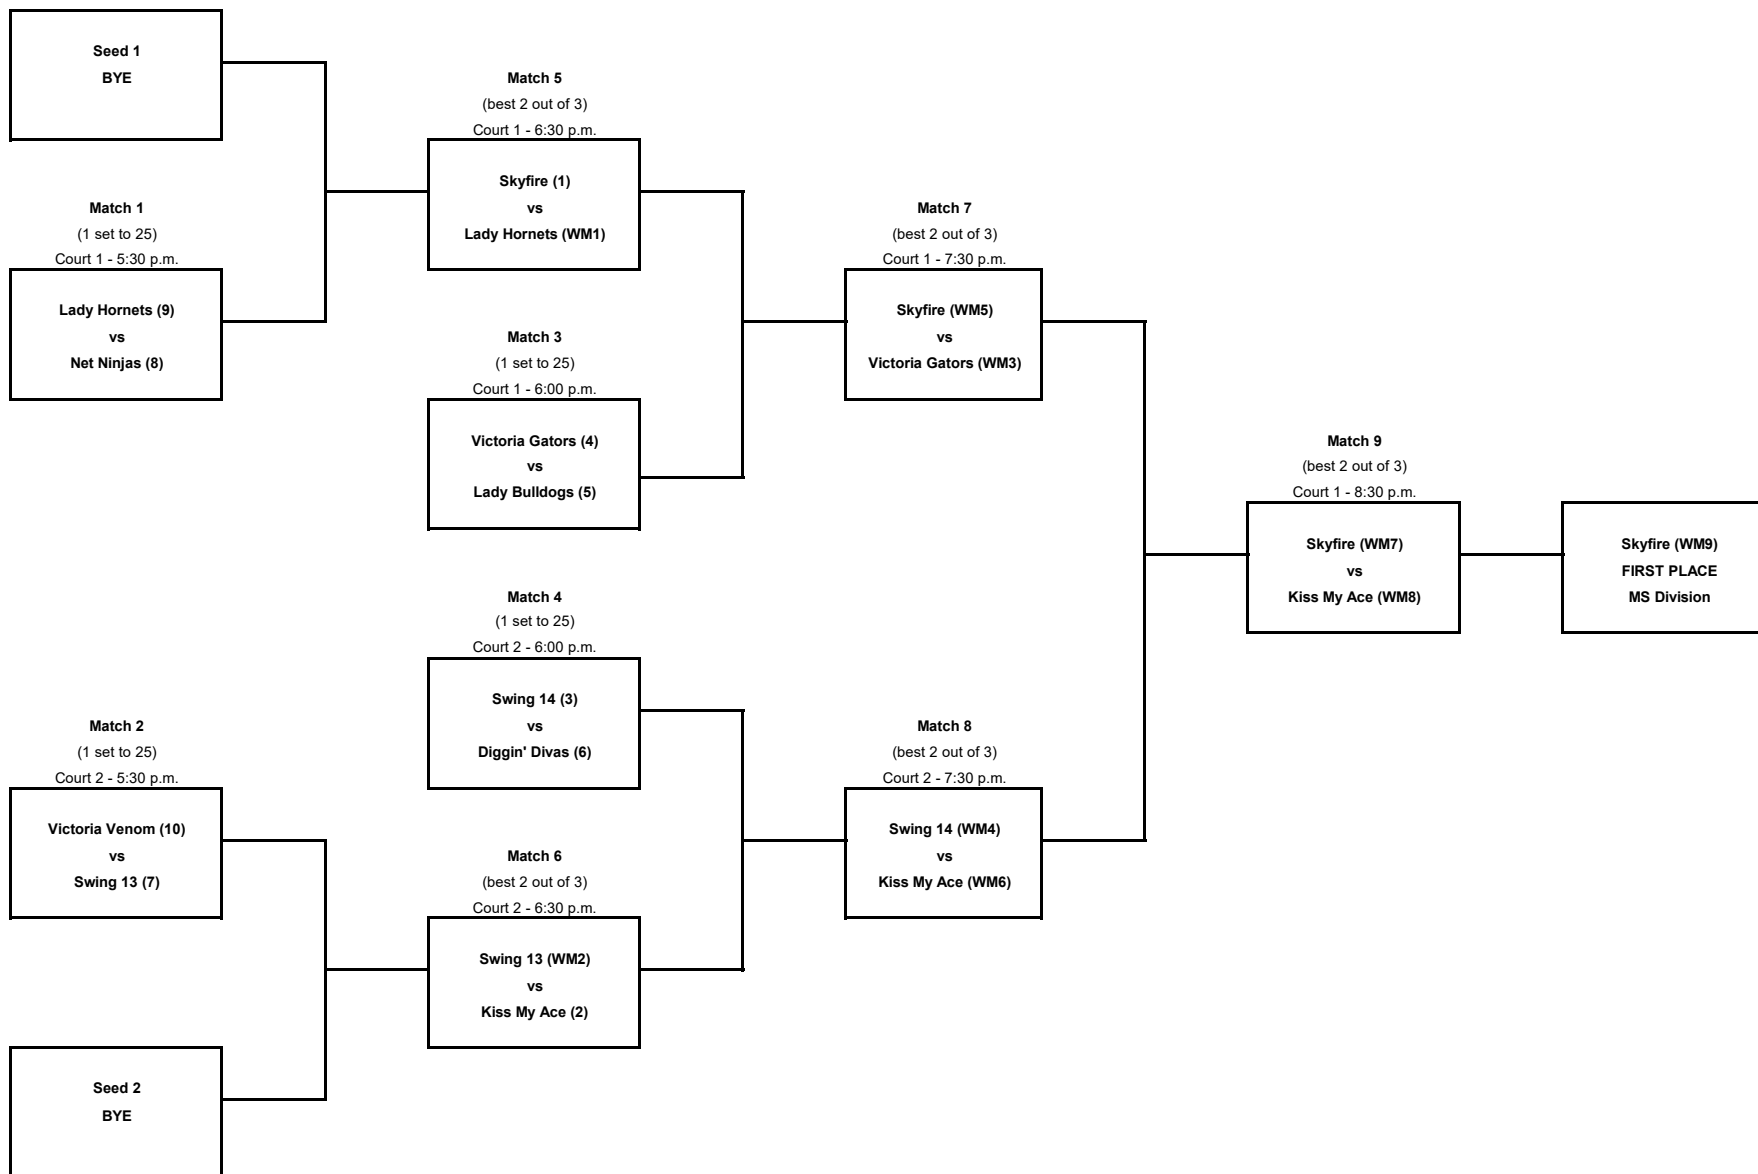 Seed 1
BYE
Match 1
(1 set to 25)
Court 1 - 5:30 p.m.
Lady Hornets (9)
vs
Net Ninjas (8)
Match 2
(1 set to 25)
Court 2 - 5:30 p.m.
Victoria Venom (10)
vs
Swing 13 (7)
Seed 2
BYE
Match 5
(best 2 out of 3)
Court 1 - 6:30 p.m.
Skyfire (1)
vs
Lady Hornets (WM1)
Match 3
(1 set to 25)
Court 1 - 6:00 p.m.
Victoria Gators (4)
vs
Lady Bulldogs (5)
Match 4
(1 set to 25)
Court 2 - 6:00 p.m.
Swing 14 (3)
vs
Diggin' Divas (6)
Match 6
(best 2 out of 3)
Court 2 - 6:30 p.m.
Swing 13 (WM2)
vs
Kiss My Ace (2)
Match 7
(best 2 out of 3)
Court 1 - 7:30 p.m.
Skyfire (WM5)
vs
Victoria Gators (WM3)
Match 8
(best 2 out of 3)
Court 2 - 7:30 p.m.
Swing 14 (WM4)
vs
Kiss My Ace (WM6)
Match 9
(best 2 out of 3)
Court 1 - 8:30 p.m.
Skyfire (WM7)
vs
Kiss My Ace (WM8)
Skyfire (WM9)
FIRST PLACE
MS Division